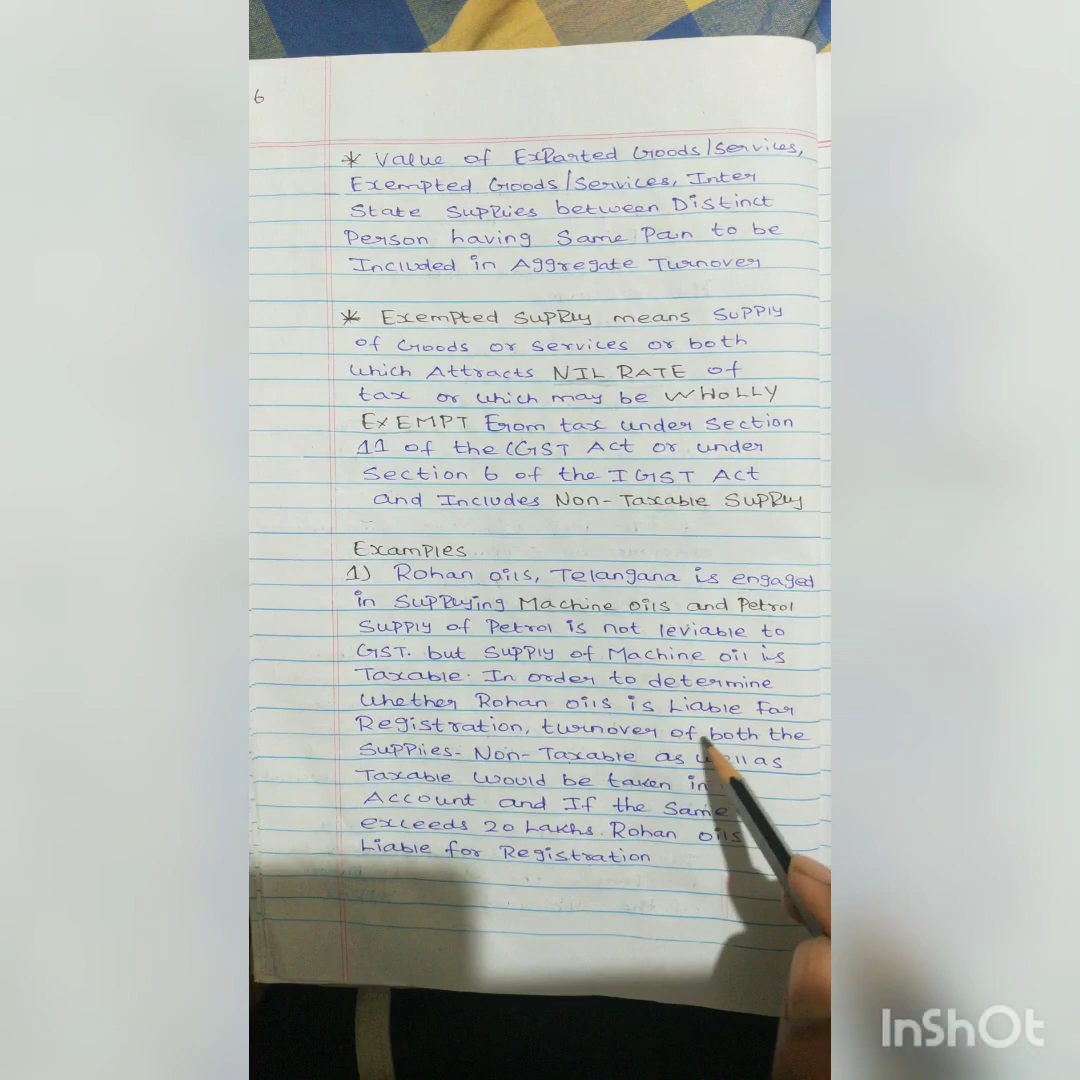 6
* Value of Exported Goods/Services,
Exempted Goods/Services, Inter
State Supplies between Distinct
Person having Same Pan to be
Included in Aggregate Turnover
* Exempted Supply means Supply
of Goods or Services or both
which Attracts NIL RATE of
tax or which may be WHOLLY
EXEMPT From tax under Section
11 of the CGST Act or under
Section 6 of the IGST Act
and Includes Non-Taxable Supply
Examples
1) Rohan oils, Telangana is engaged
in Supplying Machine oils and Petrol
Supply of Petrol is not leviable to
GST. but Supply of Machine oil is
Taxable. In order to determine
whether Rohan oils is Liable For
Registration, turnover of both the
Supplies- Non-Taxable as well as
Taxable would be taken in
Account and If the Same
exceeds 20 Lakhs. Rohan oils
Liable for Registration
InShOt